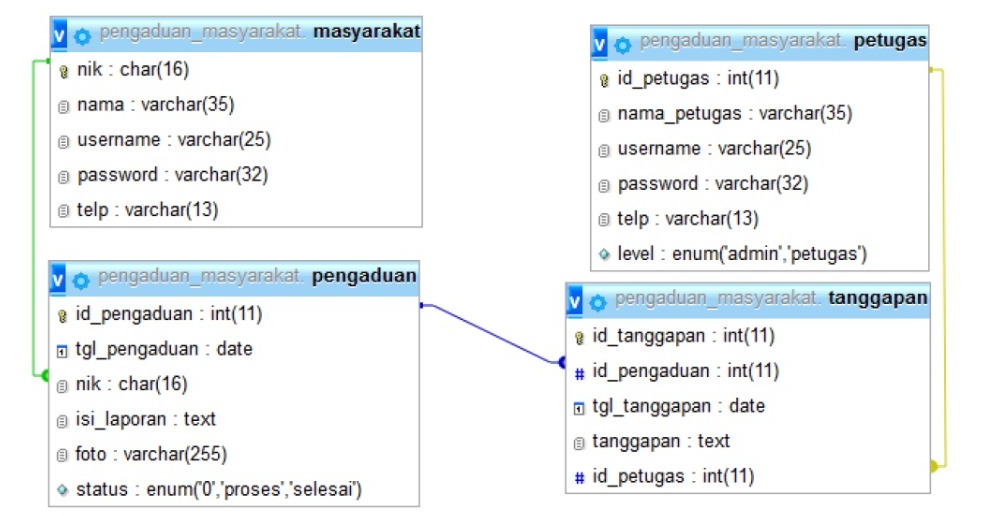 pengaduan_masyarakat. masyarakat
nik : char(16)
nama : varchar(35)
username : varchar(25)
password : varchar(32)
telp : varchar(13)
pengaduan_masyarakat. petugas
id_petugas : int(11)
nama_petugas : varchar(35)
username : varchar(25)
password : varchar(32)
telp : varchar(13)
level : enum('admin','petugas')
pengaduan_masyarakat. pengaduan
id_pengaduan : int(11)
tgl_pengaduan : date
nik : char(16)
isi_laporan : text
foto : varchar(255)
status : enum('0','proses','selesai')
pengaduan_masyarakat. tanggapan
id_tanggapan : int(11)
# id_pengaduan : int(11)
tgl_tanggapan : date
tanggapan : text
# id_petugas : int(11)